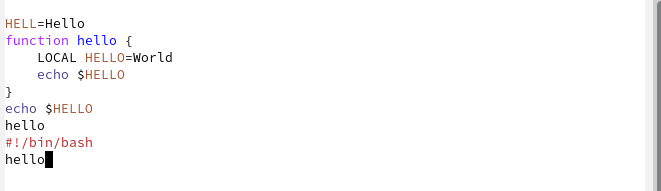 HELL=Hello
function hello {
    LOCAL HELLO=World
    echo $HELLO
}
echo $HELLO
hello
#!/bin/bash
hello